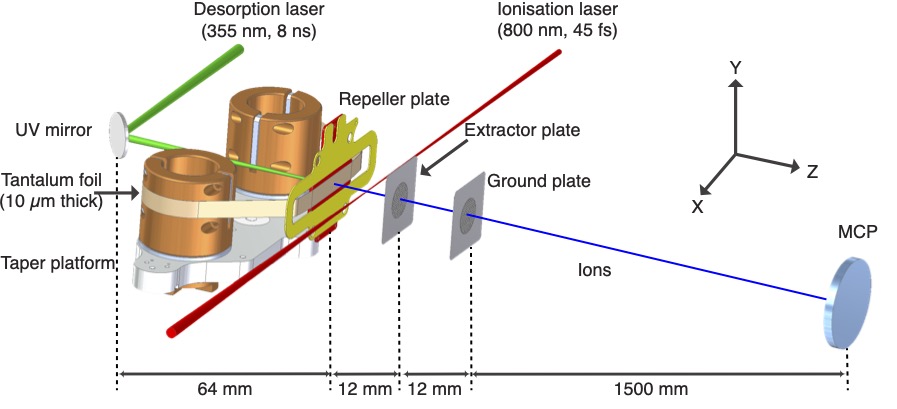 Desorption laser
(355 nm, 8 ns)
Ionisation laser
(800 nm, 45 fs)
Repeller plate
UV mirror
Extractor plate
Y
Tantalum foil
(10 µm thick)
Ground plate
Z
X
MCP
Taper platform
Ions
64 mm
12 mm
12 mm
1500 mm